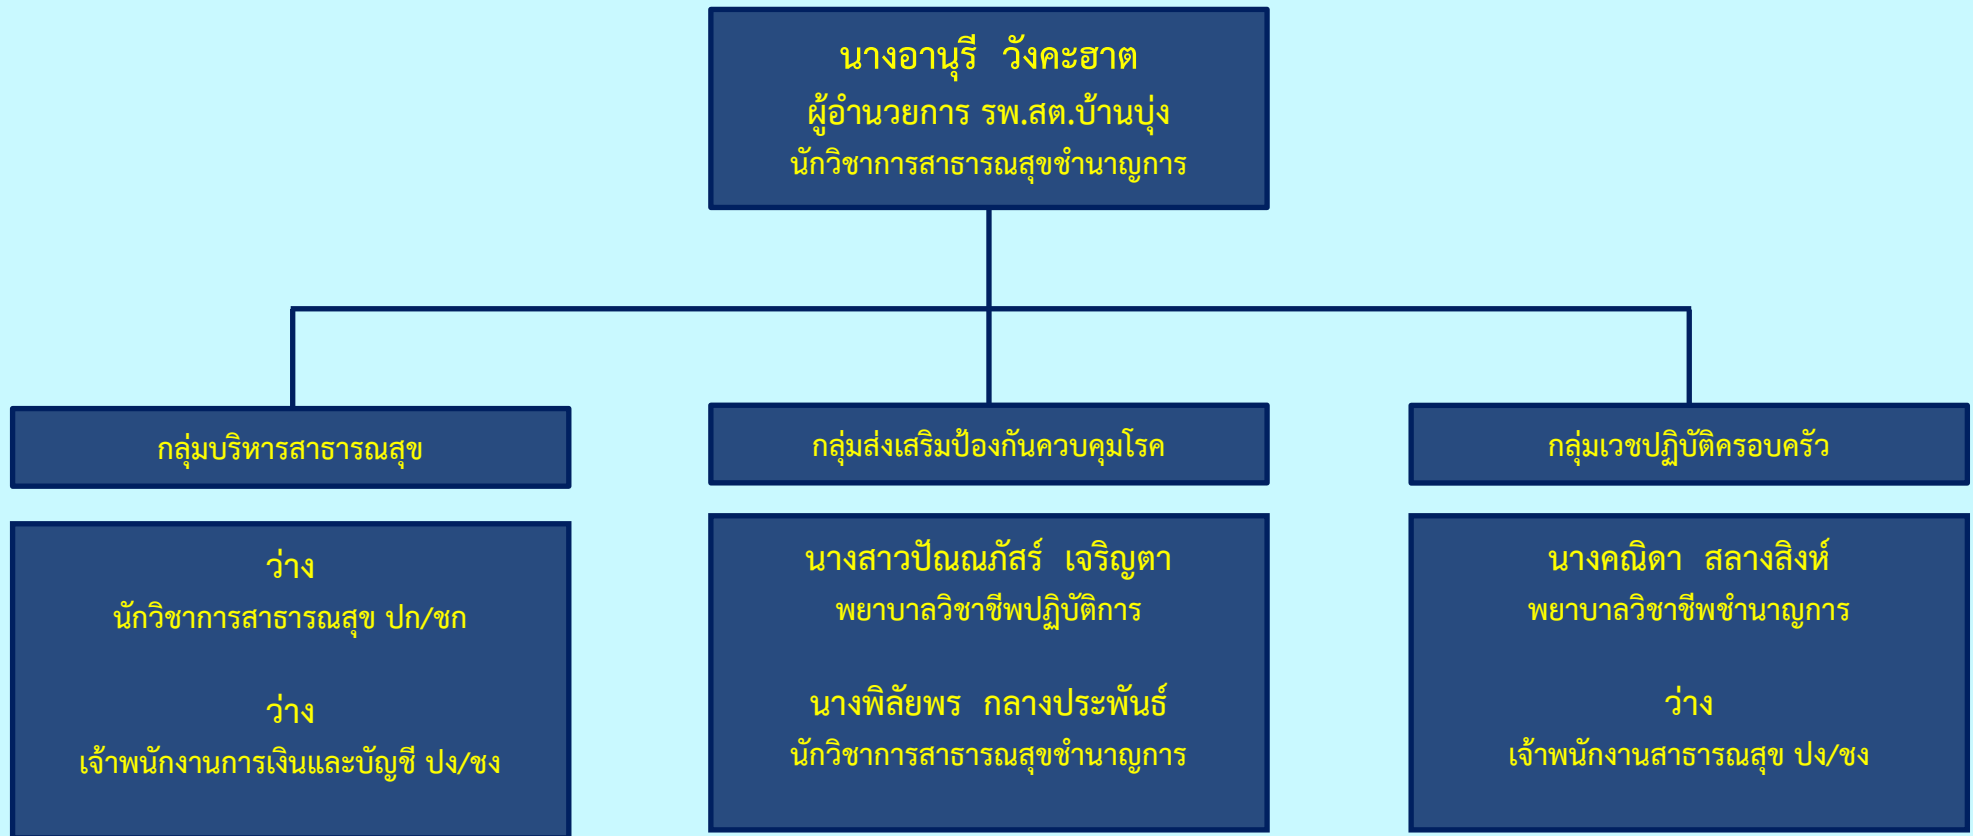 นางอานุรี วังคะฮาต
ผู้อำนวยการ รพ.สต.บ้านบุ่ง
นักวิชาการสาธารณสุขชำนาญการ
กลุ่มบริหารสาธารณสุข
ว่าง
นักวิชาการสาธารณสุข ปก/ชก
ว่าง
เจ้าพนักงานการเงินและบัญชี ปง/ชง
กลุ่มส่งเสริมป้องกันควบคุมโรค
นางสาวปัณณภัสร์ เจริญตา
พยาบาลวิชาชีพปฏิบัติการ
นางพิลัยพร กลางประพันธ์
นักวิชาการสาธารณสุขชำนาญการ
กลุ่มเวชปฏิบัติครอบครัว
นางคณิดา สลางสิงห์
พยาบาลวิชาชีพชำนาญการ
ว่าง
เจ้าพนักงานสาธารณสุข ปง/ชง